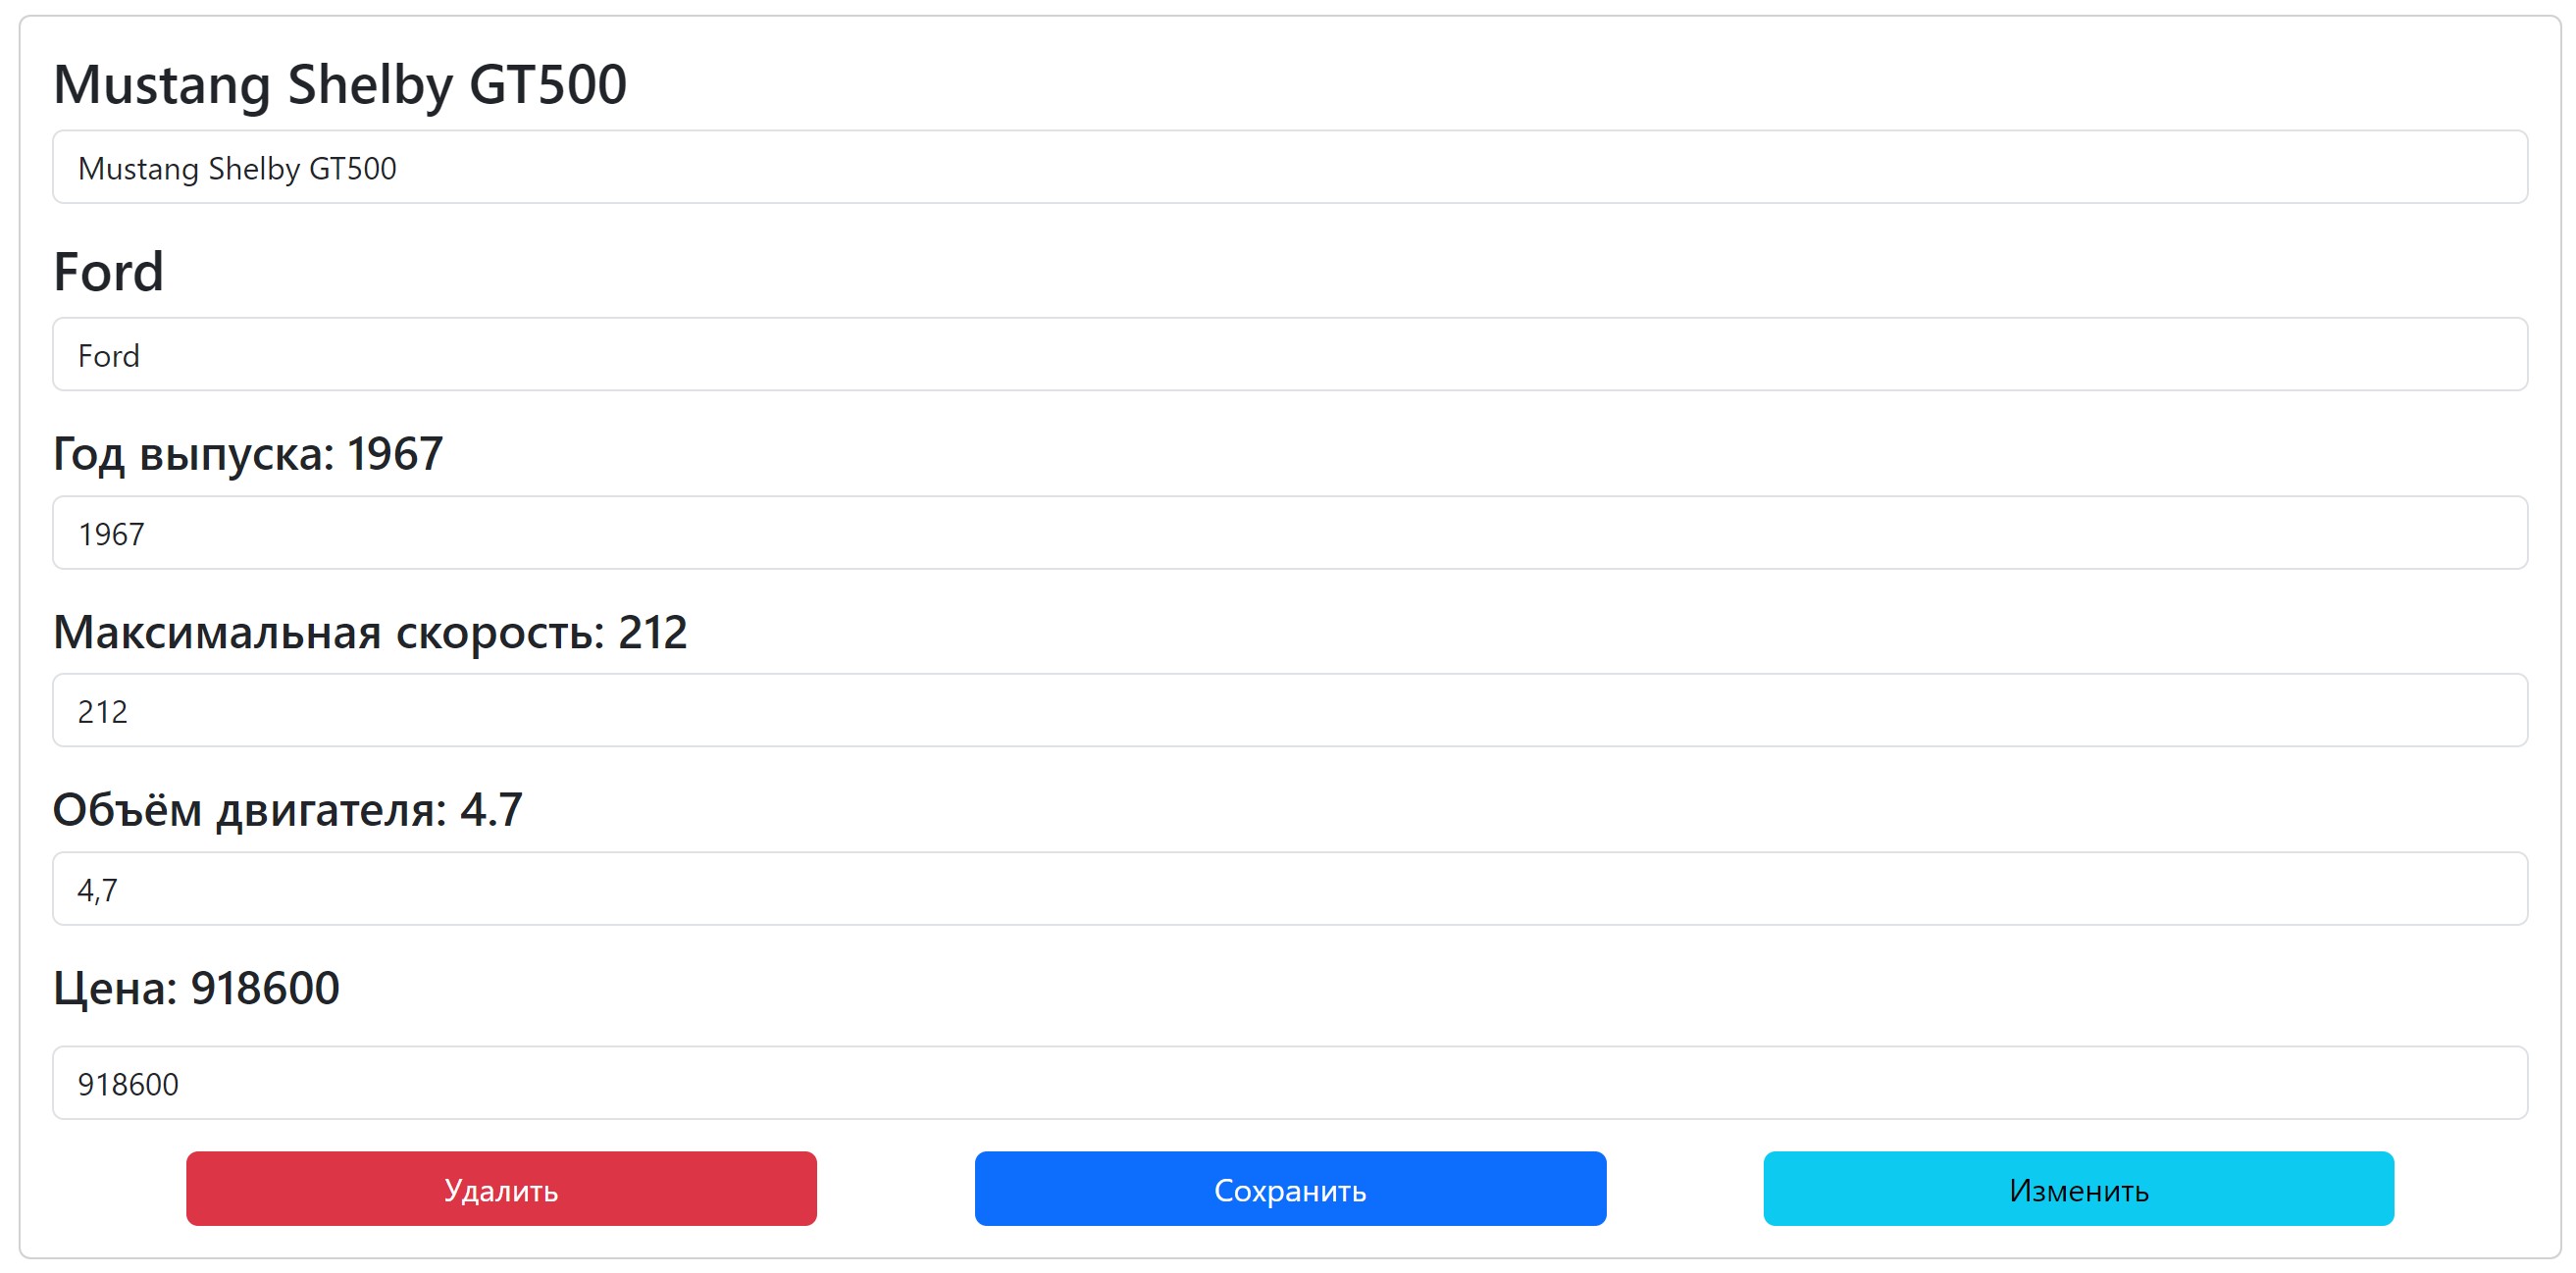 Mustang Shelby GT500
Mustang Shelby GT500
Ford
Ford
Год выпуска: 1967
1967
Максимальная скорость: 212
212
Объём двигателя: 4.7
4,7
Цена: 918600
918600
Удалить Сохранить Изменить